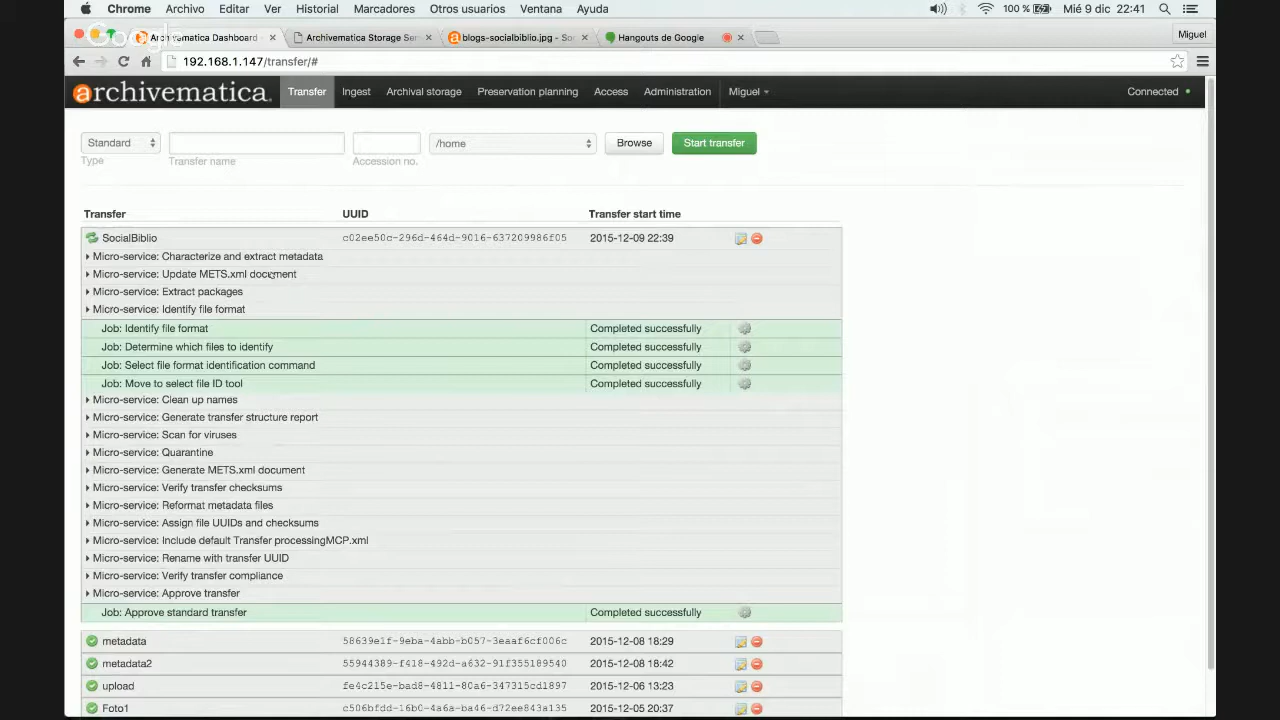 Chrome Archivo Editar Ver Historial Marcadores Otros usuarios Ventana Ayuda 100 % Mié 9 dic 22:41
Google
Archivematica Dashboard Archivematica Storage Ser blogs-socialbiblio.jpg - So Hangouts de Google Miguel
192.168.1.147/transfer/#
archivematica Transfer Ingest Archival storage Preservation planning Access Administration Miguel Connected
Standard /home Browse Start transfer
Type Transfer name Accession no.
Transfer UUID Transfer start time
SocialBiblio c02ee50c-296d-464d-9016-637209986f05 2015-12-09 22:39
Micro-service: Characterize and extract metadata
Micro-service: Update METS.xml document
Micro-service: Extract packages
Micro-service: Identify file format
Job: Identify file format Completed successfully
Job: Determine which files to identify Completed successfully
Job: Select file format identification command Completed successfully
Job: Move to select file ID tool Completed successfully
Micro-service: Clean up names
Micro-service: Generate transfer structure report
Micro-service: Scan for viruses
Micro-service: Quarantine
Micro-service: Generate METS.xml document
Micro-service: Verify transfer checksums
Micro-service: Reformat metadata files
Micro-service: Assign file UUIDs and checksums
Micro-service: Include default Transfer processingMCP.xml
Micro-service: Rename with transfer UUID
Micro-service: Verify transfer compliance
Micro-service: Approve transfer
Job: Approve standard transfer Completed successfully
metadata 58639e1f-9eba-4abb-b057-3eaaf6cf006c 2015-12-08 18:29
metadata2 55944389-f418-492d-a632-91f355189540 2015-12-08 18:42
upload fe4c215e-bad8-4811-80a6-347315cd1897 2015-12-06 13:23
Foto1 c506bfdd-16b0-4a6a-ba46-d72ee843a135 2015-12-05 20:37